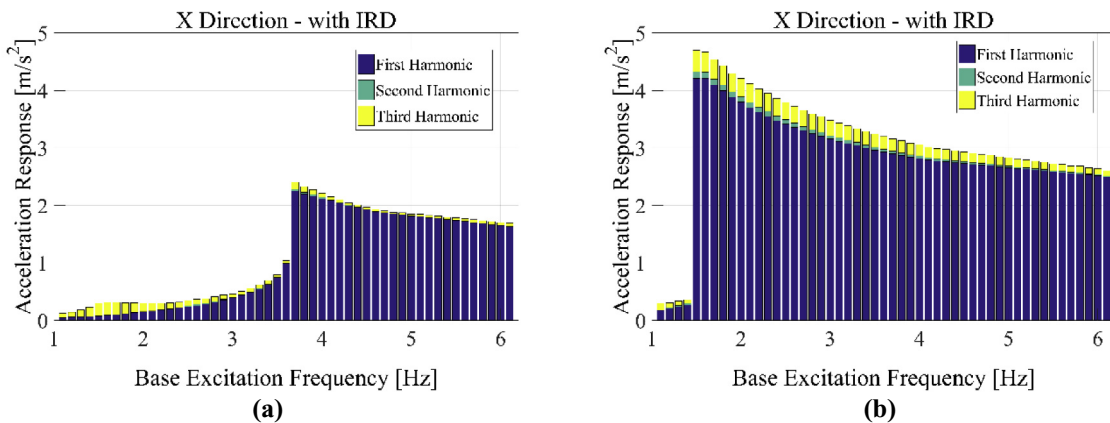 X Direction - with IRD
Acceleration Response [m/s²]
5
4
3
2
1
0
First Harmonic
Second Harmonic
Third Harmonic
1 2 3 4 5 6
Base Excitation Frequency [Hz]
(a)
X Direction - with IRD
Acceleration Response [m/s²]
5
4
3
2
1
0
First Harmonic
Second Harmonic
Third Harmonic
1 2 3 4 5 6
Base Excitation Frequency [Hz]
(b)